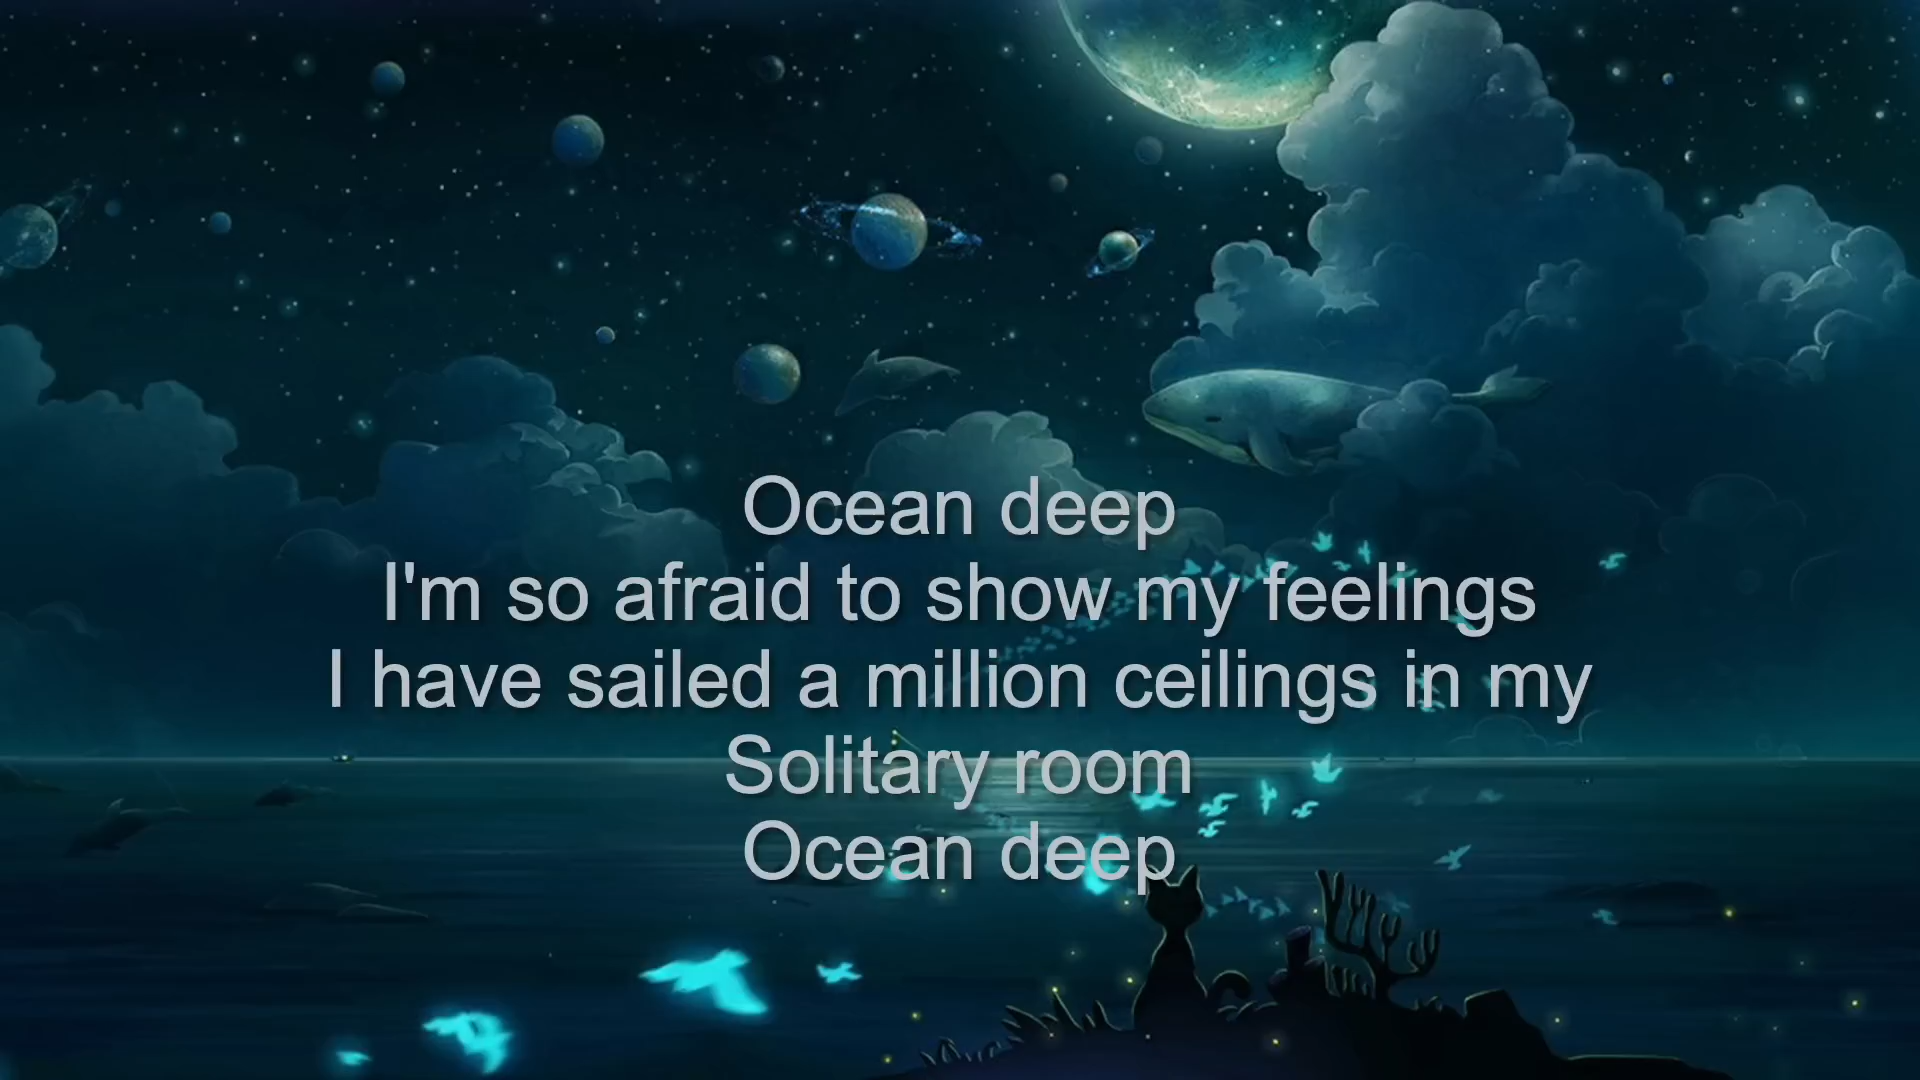 Ocean deep
I'm so afraid to show my feelings
I have sailed a million ceilings in my
Solitary room
Ocean deep